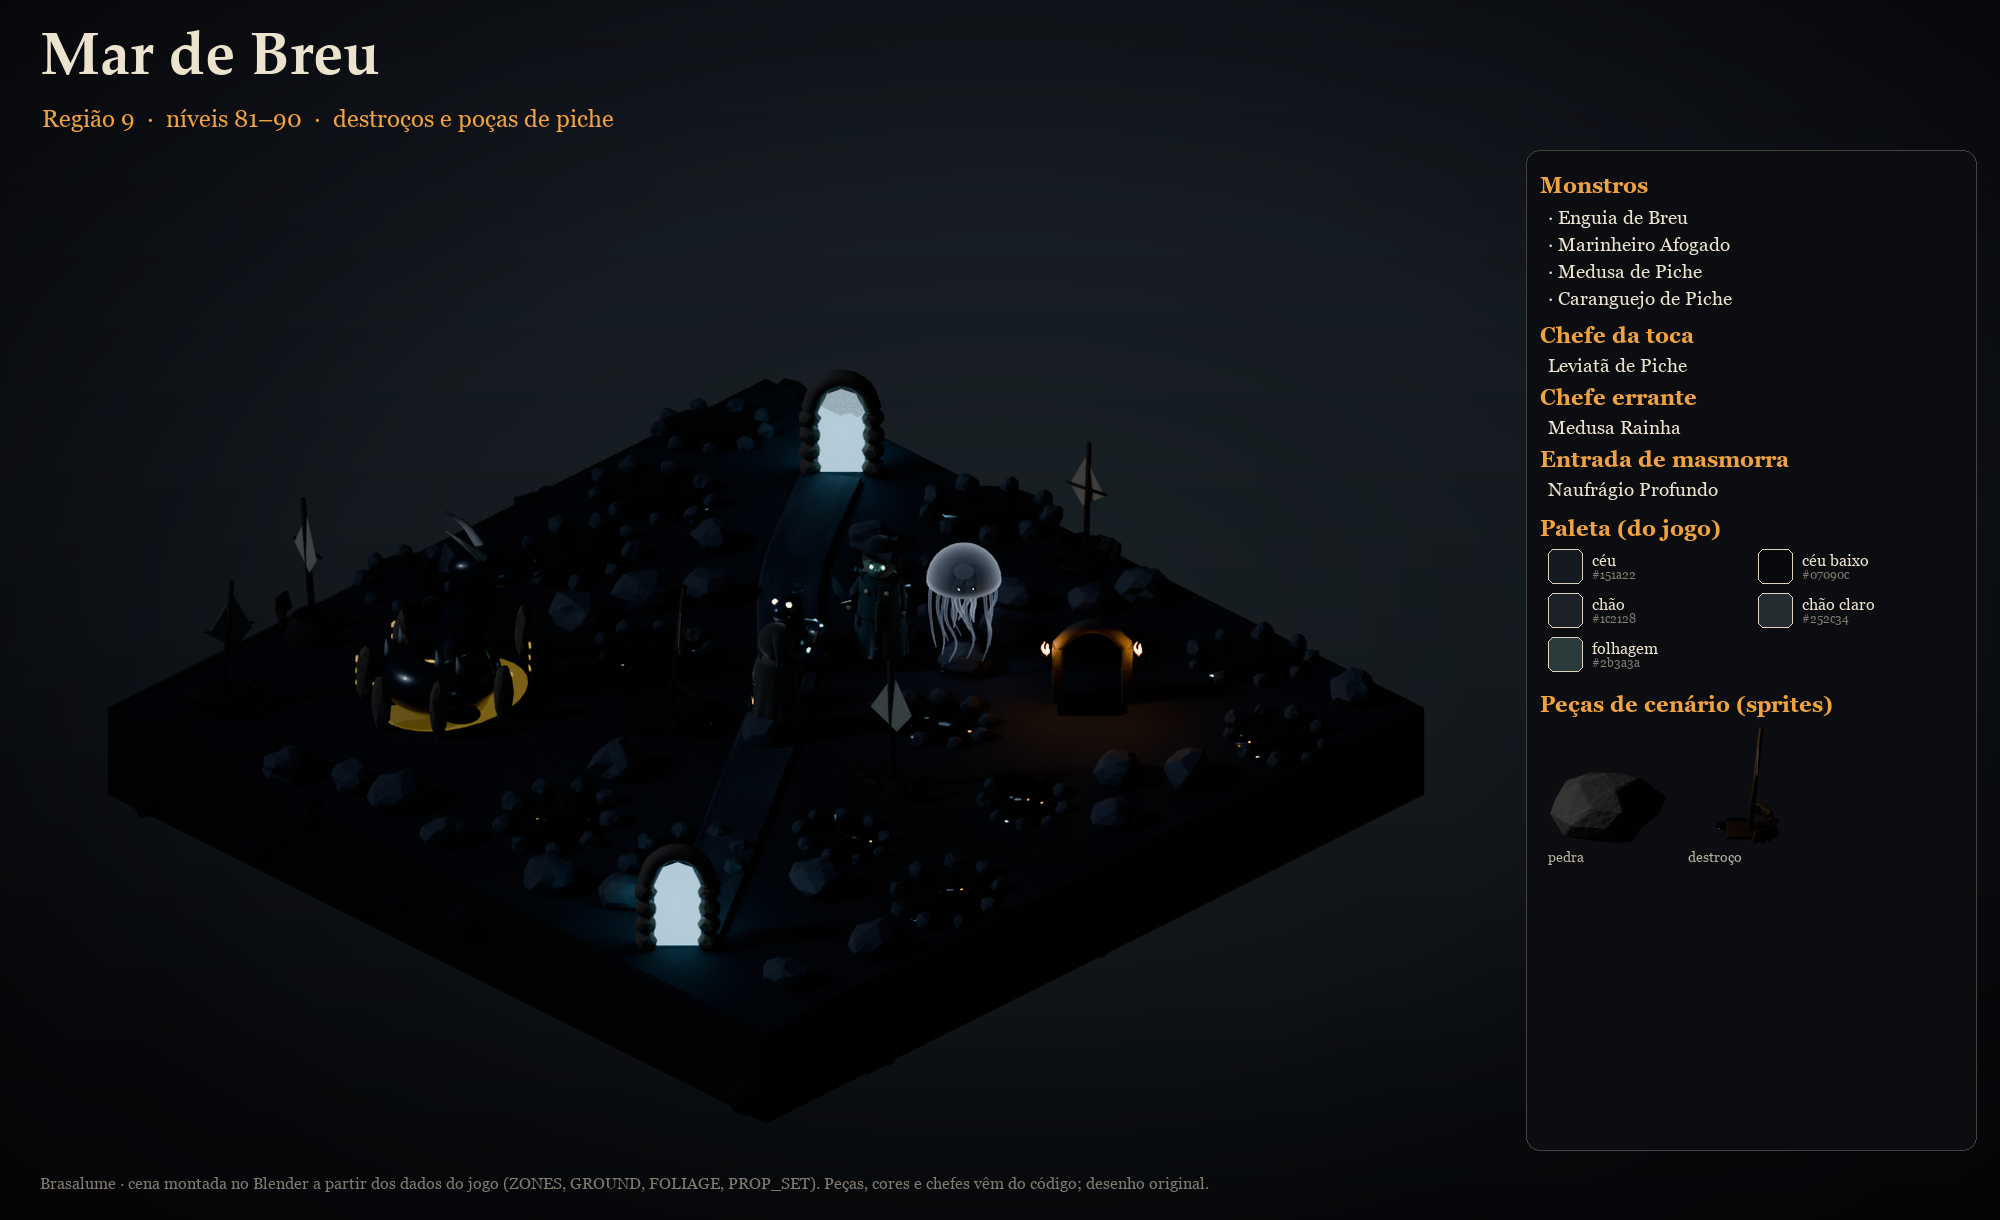 Mar de Breu
Região 9 · níveis 81–90 · destroços e poças de piche
Monstros
· Enguia de Breu
· Marinheiro Afogado
· Medusa de Piche
· Caranguejo de Piche
Chefe da toca
Leviatã de Piche
Chefe errante
Medusa Rainha
Entrada de masmorra
Naufrágio Profundo
Paleta (do jogo)
céu
#151a22
céu baixo
#07090c
chão
#1c2128
chão claro
#252c34
folhagem
#2b3a3a
Peças de cenário (sprites)
pedra
destroço
Brasalume · cena montada no Blender a partir dos dados do jogo (ZONES, GROUND, FOLIAGE, PROP_SET). Peças, cores e chefes vêm do código; desenho original.